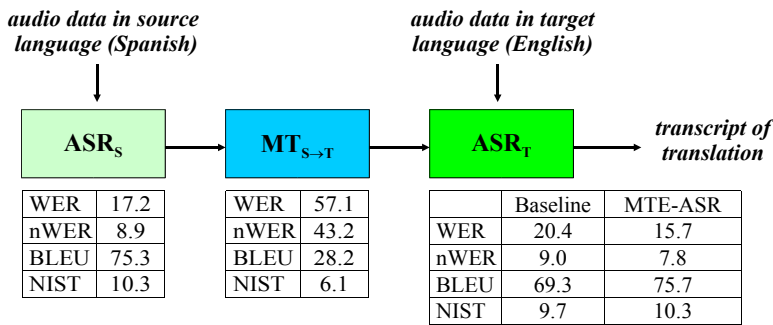 audio data in source
language (Spanish)
audio data in target
language (English)
ASR_S
MT_S→T
ASR_T
transcript of
translation
WER 17.2
nWER 8.9
BLEU 75.3
NIST 10.3
WER 57.1
nWER 43.2
BLEU 28.2
NIST 6.1
Baseline MTE-ASR
WER 20.4 15.7
nWER 9.0 7.8
BLEU 69.3 75.7
NIST 9.7 10.3